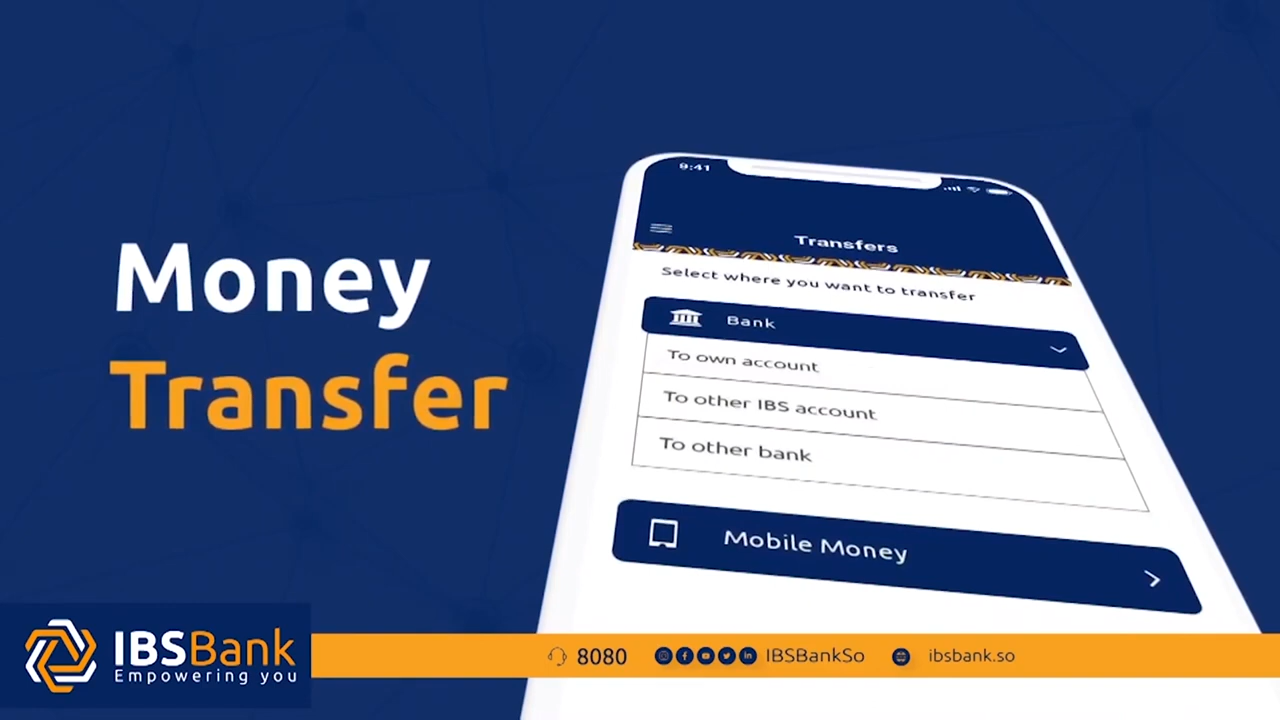 Money
Transfer
9:41
Transfers
Select where you want to transfer
Bank
To own account
To other IBS account
To other bank
Mobile Money
IBSBank
Empowering you
8080
IBSBankSo
ibsbank.so